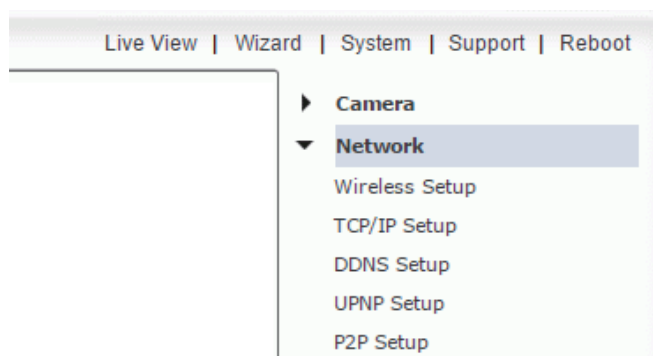 Live View | Wizard | System | Support | Reboot
Camera
Network
Wireless Setup
TCP/IP Setup
DDNS Setup
UPNP Setup
P2P Setup